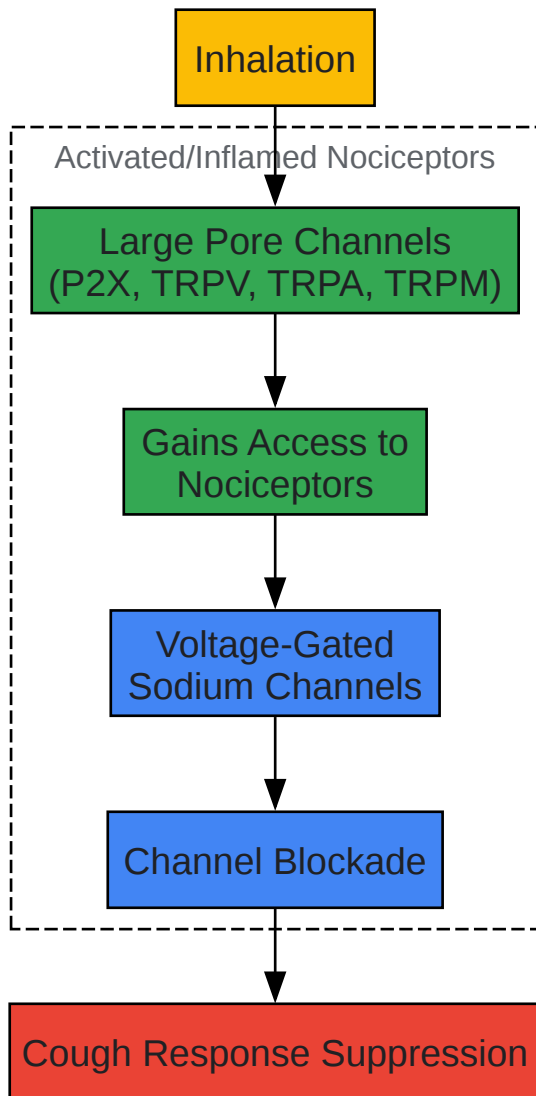 Inhalation
Activated/Inflamed Nociceptors
Large Pore Channels
(P2X, TRPV, TRPA, TRPM)
Gains Access to
Nociceptors
Voltage-Gated
Sodium Channels
Channel Blockade
Cough Response Suppression